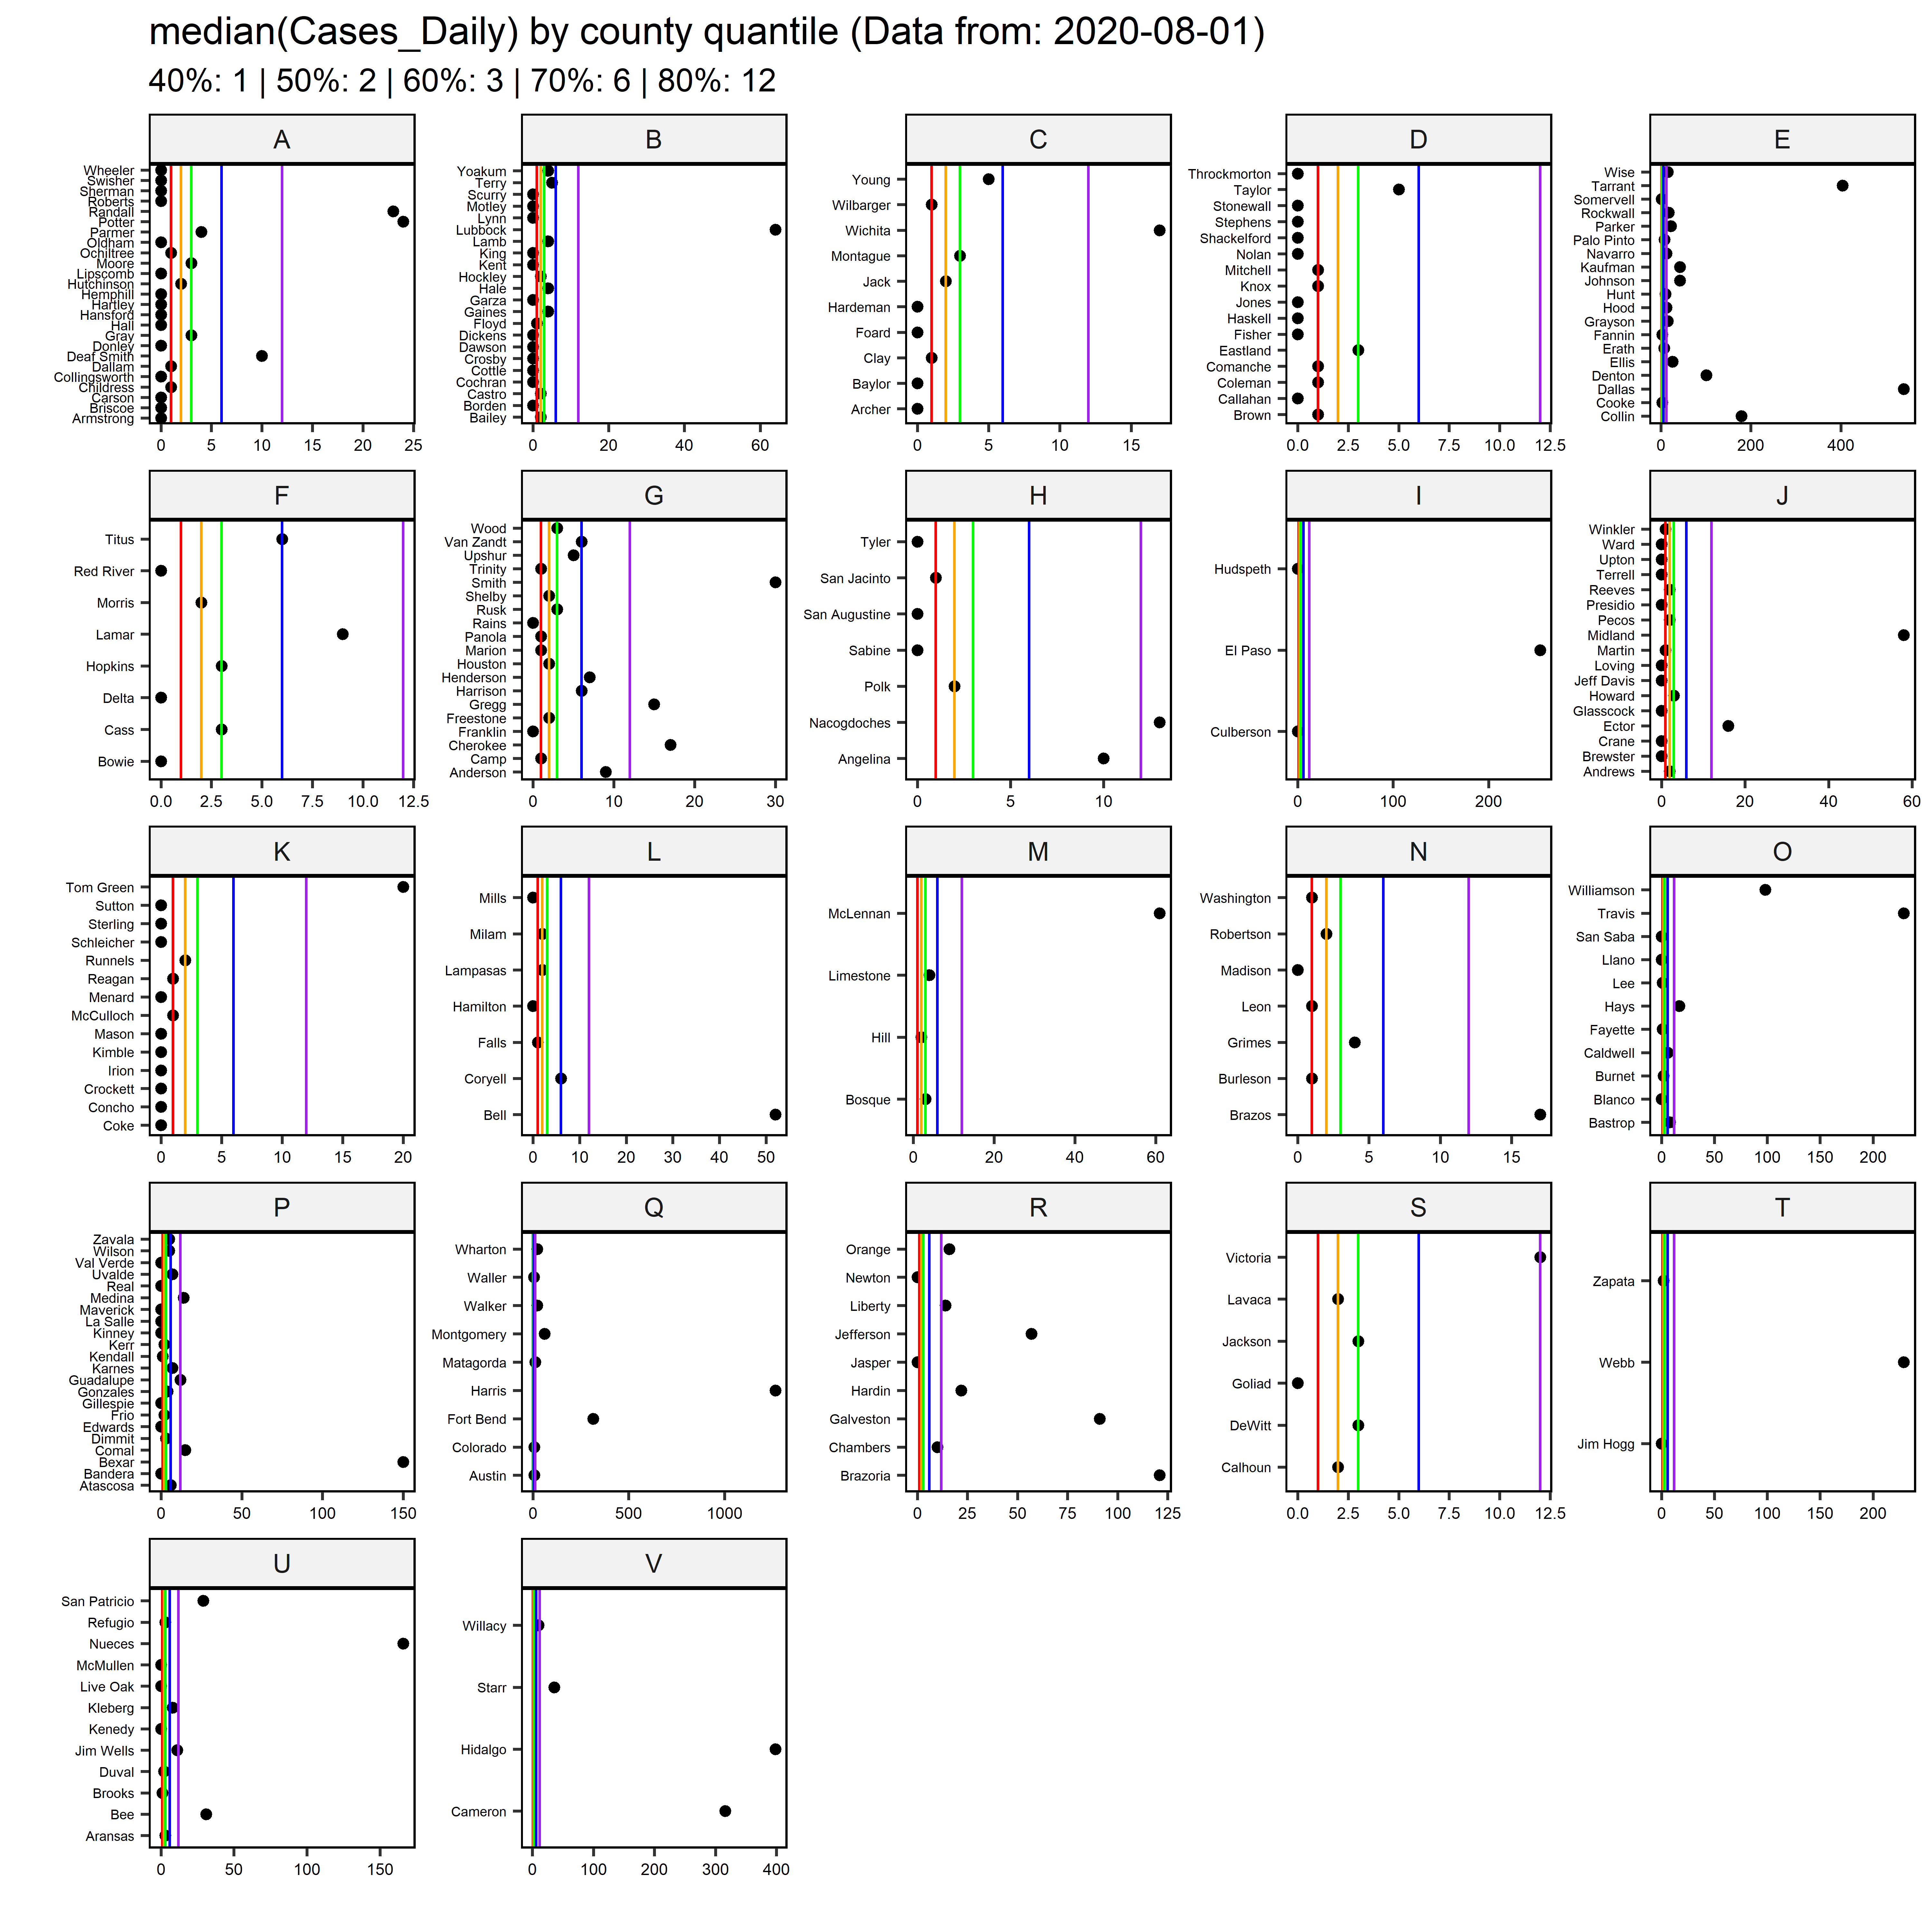 median(Cases_Daily) by county quantile (Data from: 2020-08-01)
40%: 1 | 50%: 2 | 60%: 3 | 70%: 6 | 80%: 12
A
Wheeler
Swisher
Sherman
Roberts
Randall
Potter
Parmer
Oldham
Ochiltree
Moore
Lipscomb
Hutchinson
Hemphill
Hartley
Hansford
Hall
Gray
Donley
Deaf Smith
Dallam
Collingsworth
Childress
Carson
Briscoe
Armstrong
0 5 10 15 20 25
B
Yoakum
Terry
Scurry
Motley
Lynn
Lubbock
Lamb
King
Kent
Hockley
Hale
Garza
Gaines
Floyd
Dickens
Dawson
Crosby
Cottle
Cochran
Castro
Borden
Bailey
0 20 40 60
C
Young
Wilbarger
Wichita
Montague
Jack
Hardeman
Foard
Clay
Baylor
Archer
0 5 10 15
D
Throckmorton
Taylor
Stonewall
Stephens
Shackelford
Nolan
Mitchell
Knox
Jones
Haskell
Fisher
Eastland
Comanche
Coleman
Callahan
Brown
0.0 2.5 5.0 7.5 10.0 12.5
E
Wise
Tarrant
Somervell
Rockwall
Parker
Palo Pinto
Navarro
Kaufman
Johnson
Hunt
Hood
Grayson
Fannin
Erath
Ellis
Denton
Dallas
Cooke
Collin
0 200 400
F
Titus
Red River
Morris
Lamar
Hopkins
Delta
Cass
Bowie
0.0 2.5 5.0 7.5 10.0 12.5
G
Wood
Van Zandt
Upshur
Trinity
Smith
Shelby
Rusk
Rains
Panola
Marion
Houston
Henderson
Harrison
Gregg
Freestone
Franklin
Cherokee
Camp
Anderson
0 10 20 30
H
Tyler
San Jacinto
San Augustine
Sabine
Polk
Nacogdoches
Angelina
0 5 10
I
Hudspeth
El Paso
Culberson
0 100 200
J
Winkler
Ward
Upton
Terrell
Reeves
Presidio
Pecos
Midland
Martin
Loving
Jeff Davis
Howard
Glasscock
Ector
Crane
Brewster
Andrews
0 20 40 60
K
Tom Green
Sutton
Sterling
Schleicher
Runnels
Reagan
Menard
McCulloch
Mason
Kimble
Irion
Crockett
Concho
Coke
0 5 10 15 20
L
Mills
Milam
Lampasas
Hamilton
Falls
Coryell
Bell
0 10 20 30 40 50
M
McLennan
Limestone
Hill
Bosque
0 20 40 60
N
Washington
Robertson
Madison
Leon
Grimes
Burleson
Brazos
0 5 10 15
O
Williamson
Travis
San Saba
Llano
Lee
Hays
Fayette
Caldwell
Burnet
Blanco
Bastrop
0 50 100 150 200
P
Zavala
Wilson
Val Verde
Uvalde
Real
Medina
Maverick
La Salle
Kinney
Kerr
Kendall
Karnes
Guadalupe
Gonzales
Gillespie
Frio
Edwards
Dimmit
Comal
Bexar
Bandera
Atascosa
0 50 100 150
Q
Wharton
Waller
Walker
Montgomery
Matagorda
Harris
Fort Bend
Colorado
Austin
0 500 1000
R
Orange
Newton
Liberty
Jefferson
Jasper
Hardin
Galveston
Chambers
Brazoria
0 25 50 75 100 125
S
Victoria
Lavaca
Jackson
Goliad
DeWitt
Calhoun
0.0 2.5 5.0 7.5 10.0 12.5
T
Zapata
Webb
Jim Hogg
0 50 100 150 200
U
San Patricio
Refugio
Nueces
McMullen
Live Oak
Kleberg
Kenedy
Jim Wells
Duval
Brooks
Bee
Aransas
0 50 100 150
V
Willacy
Starr
Hidalgo
Cameron
0 100 200 300 400